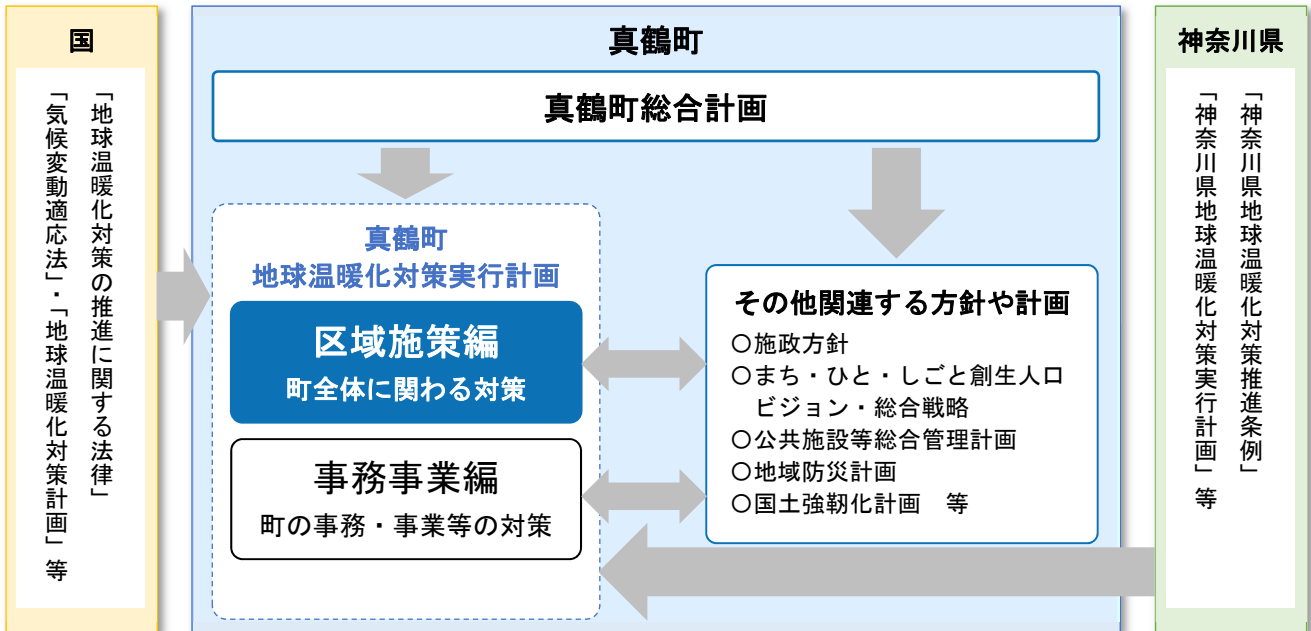 国
「地球温暖化対策の推進に関する法律」
「気候変動適応法」・「地球温暖化対策計画」等
真鶴町
真鶴町総合計画
真鶴町
地球温暖化対策実行計画
区域施策編
町全体に関わる対策
事務事業編
町の事務・事業等の対策
その他関連する方針や計画
○施政方針
○まち・ひと・しごと創生人口
ビジョン・総合戦略
○公共施設等総合管理計画
○地域防災計画
○国土強靭化計画　等
神奈川県
「神奈川県地球温暖化対策推進条例」
「神奈川県地球温暖化対策実行計画」等